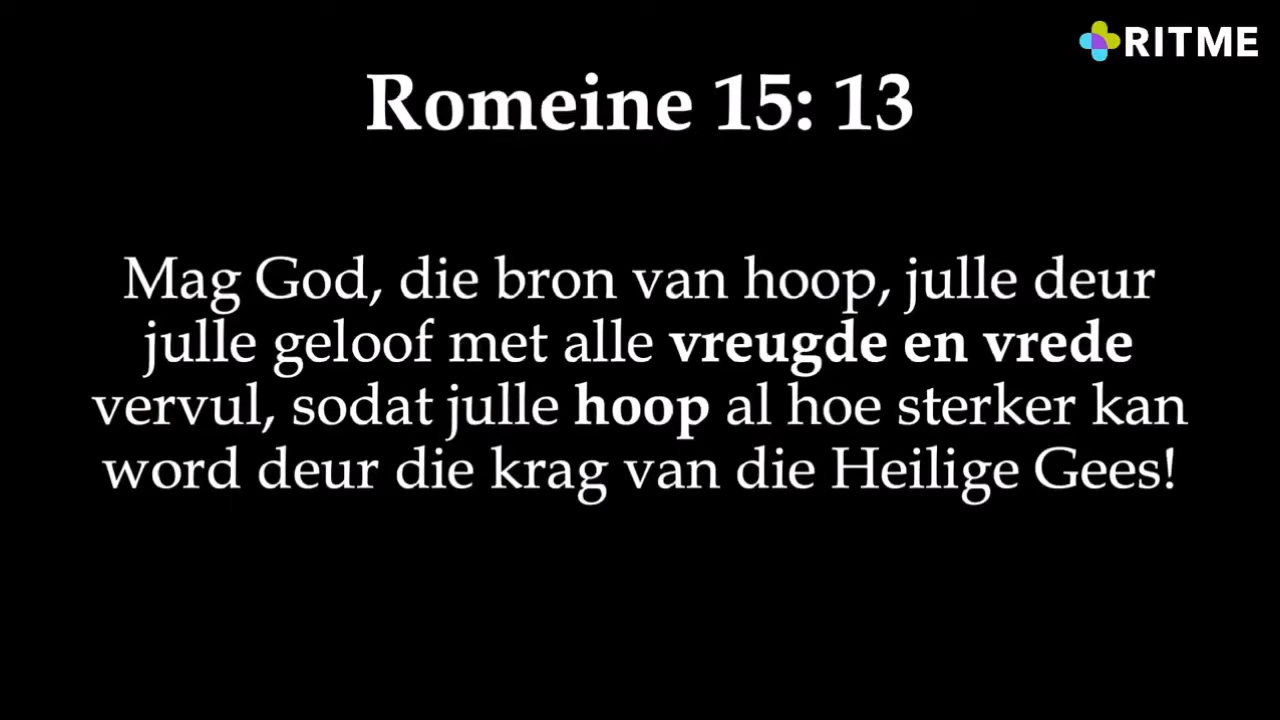 RITME
Romeine 15: 13
Mag God, die bron van hoop, julle deur
julle geloof met alle vreugde en vrede
vervul, sodat julle hoop al hoe sterker kan
word deur die krag van die Heilige Gees!